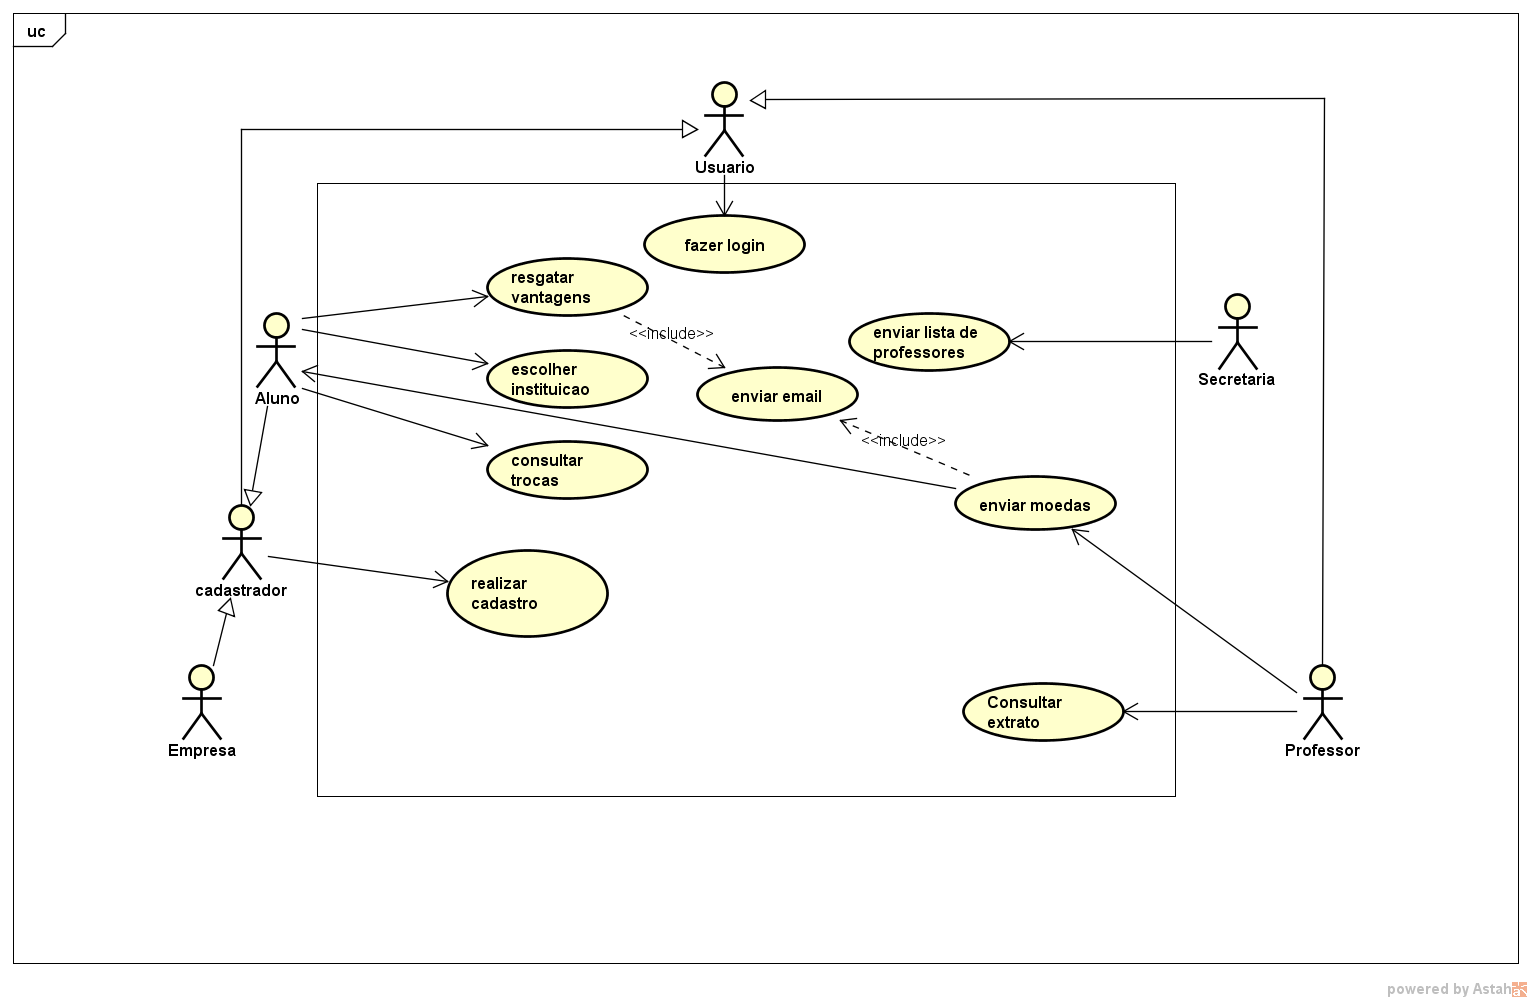 uc
Usuario
fazer login
resgatar
vantagens
<<include>>
enviar lista de
professores
Secretaria
escolher
instituicao
Aluno
enviar email
<<include>>
consultar
trocas
enviar moedas
cadastrador
realizar
cadastro
Consultar
extrato
Empresa
Professor
powered by Astah